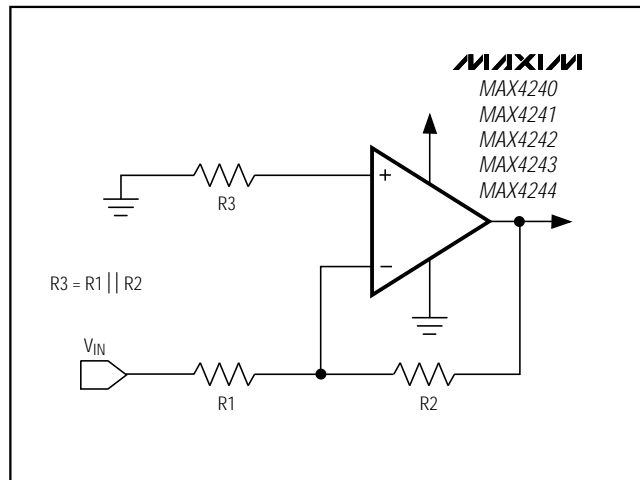 MAXIM
MAX4240
MAX4241
MAX4242
MAX4243
MAX4244
+
R3
−
R3 = R1 || R2
VIN
R1
R2